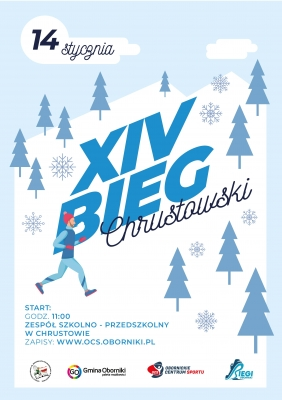 14
stycznia
XIV
BIEG
Chrustowski
START:
GODZ. 11:00
ZESPÓŁ SZKOLNO - PRZEDSZKOLNY
W CHRUSTOWIE
ZAPISY: WWW.OCS.OBORNIKI.PL
GO Gmina Oborniki
OBORNICKIE
CENTRUM SPORTU
BIEGI